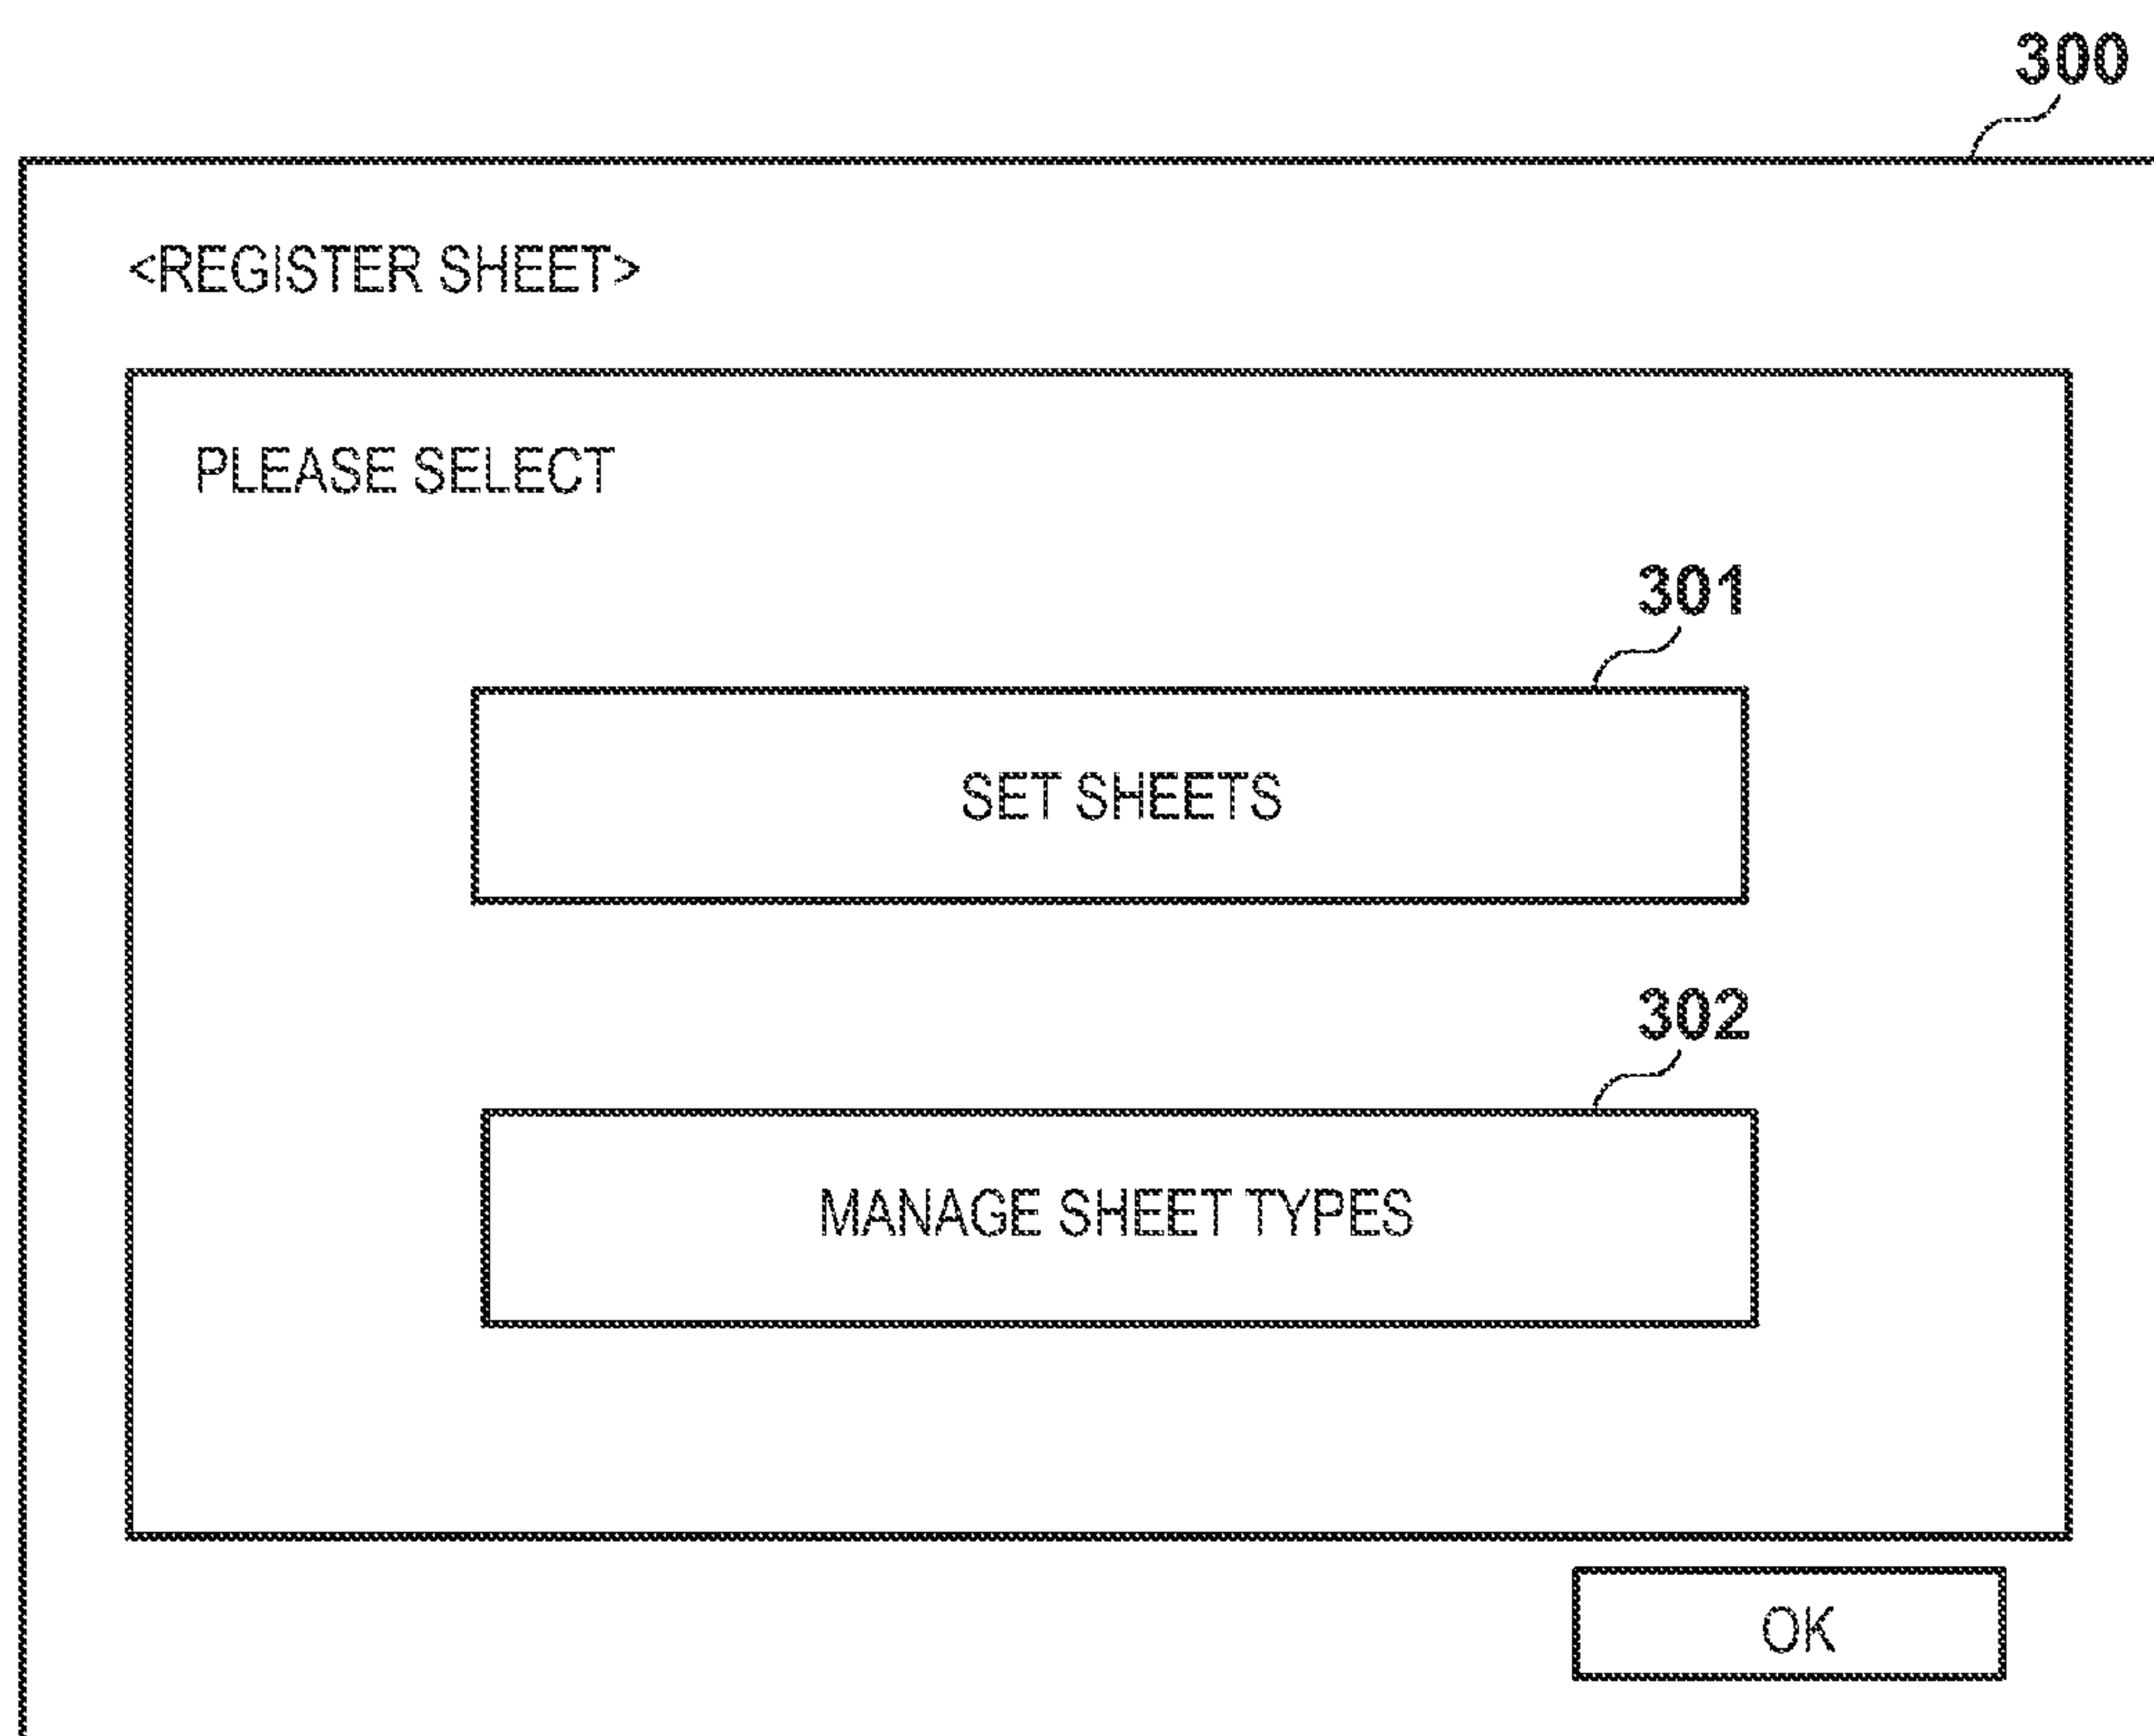 300
<REGISTER SHEET>
PLEASE SELECT
301
SET SHEETS
302
MANAGE SHEET TYPES
OK